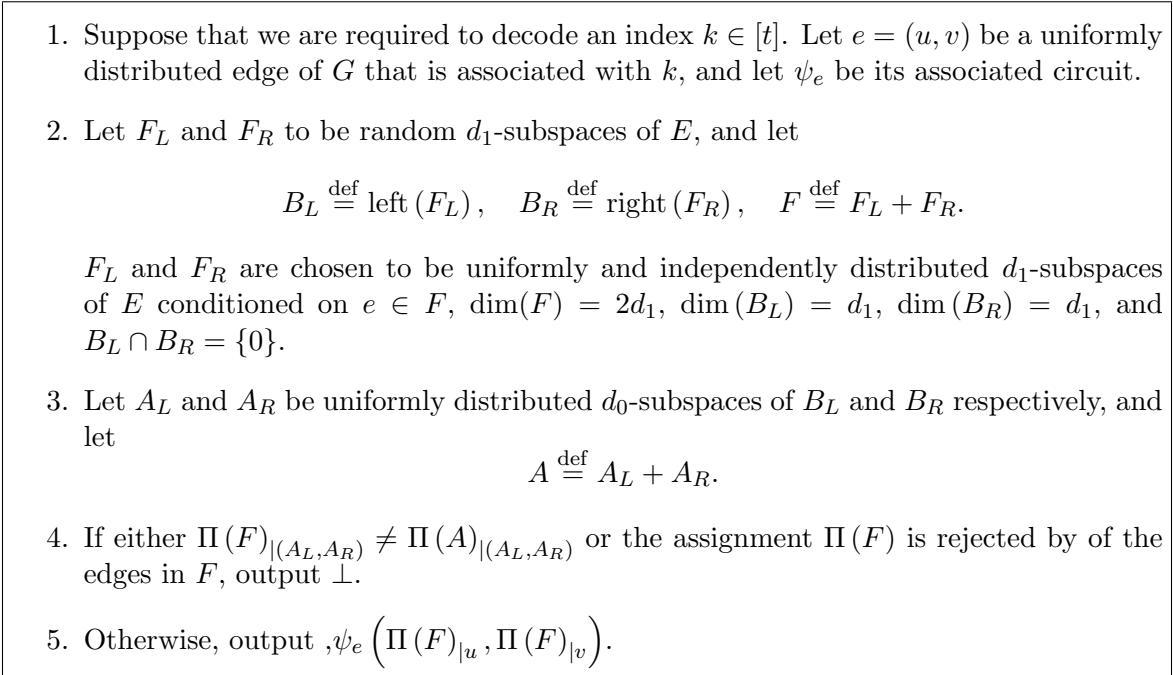 1. Suppose that we are required to decode an index k ∈ [t]. Let e = (u, v) be a uniformly
distributed edge of G that is associated with k, and let ψ_e be its associated circuit.
2. Let F_L and F_R to be random d_1-subspaces of E, and let
B_L ≝ left (F_L) , B_R ≝ right (F_R) , F ≝ F_L + F_R.
F_L and F_R are chosen to be uniformly and independently distributed d_1-subspaces
of E conditioned on e ∈ F, dim(F) = 2d_1, dim (B_L) = d_1, dim (B_R) = d_1, and
B_L ∩ B_R = {0}.
3. Let A_L and A_R be uniformly distributed d_0-subspaces of B_L and B_R respectively, and
let
A ≝ A_L + A_R.
4. If either Π (F)_{|(A_L,A_R)} ≠ Π (A)_{|(A_L,A_R)} or the assignment Π (F) is rejected by of the
edges in F, output ⊥.
5. Otherwise, output ,ψ_e (Π (F)_{|u} , Π (F)_{|v}).